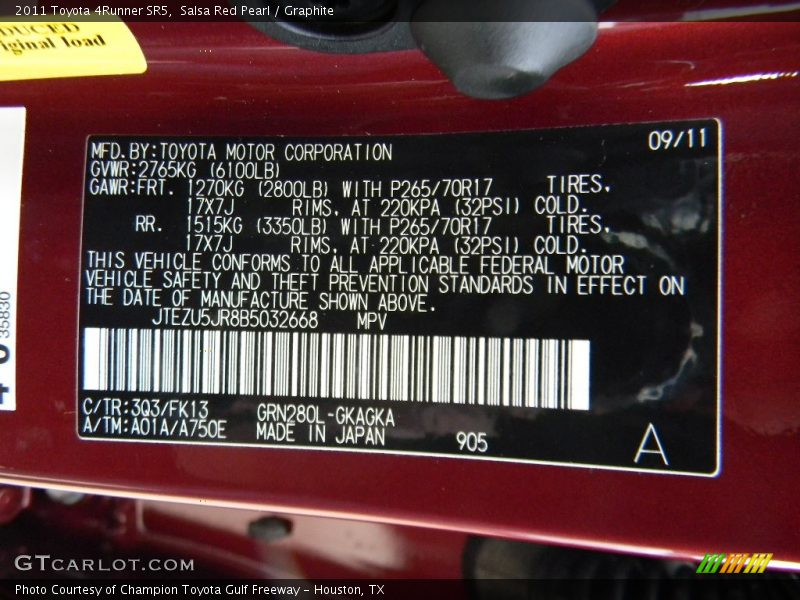 2011 Toyota 4Runner SR5,  Salsa Red Pearl / Graphite
original load
35830
09/11
MFD.BY:TOYOTA MOTOR CORPORATION
GVWR:2765KG (6100LB)
GAWR:FRT. 1270KG (2800LB) WITH P265/70R17 TIRES,
17X7J RIMS, AT 220KPA (32PSI) COLD.
RR. 1515KG (3350LB) WITH P265/70R17 TIRES,
17X7J RIMS, AT 220KPA (32PSI) COLD.
THIS VEHICLE CONFORMS TO ALL APPLICABLE FEDERAL MOTOR
VEHICLE SAFETY AND THEFT PREVENTION STANDARDS IN EFFECT ON
THE DATE OF MANUFACTURE SHOWN ABOVE.
JTEZU5JR8B5032668 MPV
C/TR:3Q3/FK13 GRN280L-GKAGKA
A/TM:A01A/A750E MADE IN JAPAN 905
A
GTCARLOT.COM
Photo Courtesy of Champion Toyota Gulf Freeway – Houston, TX